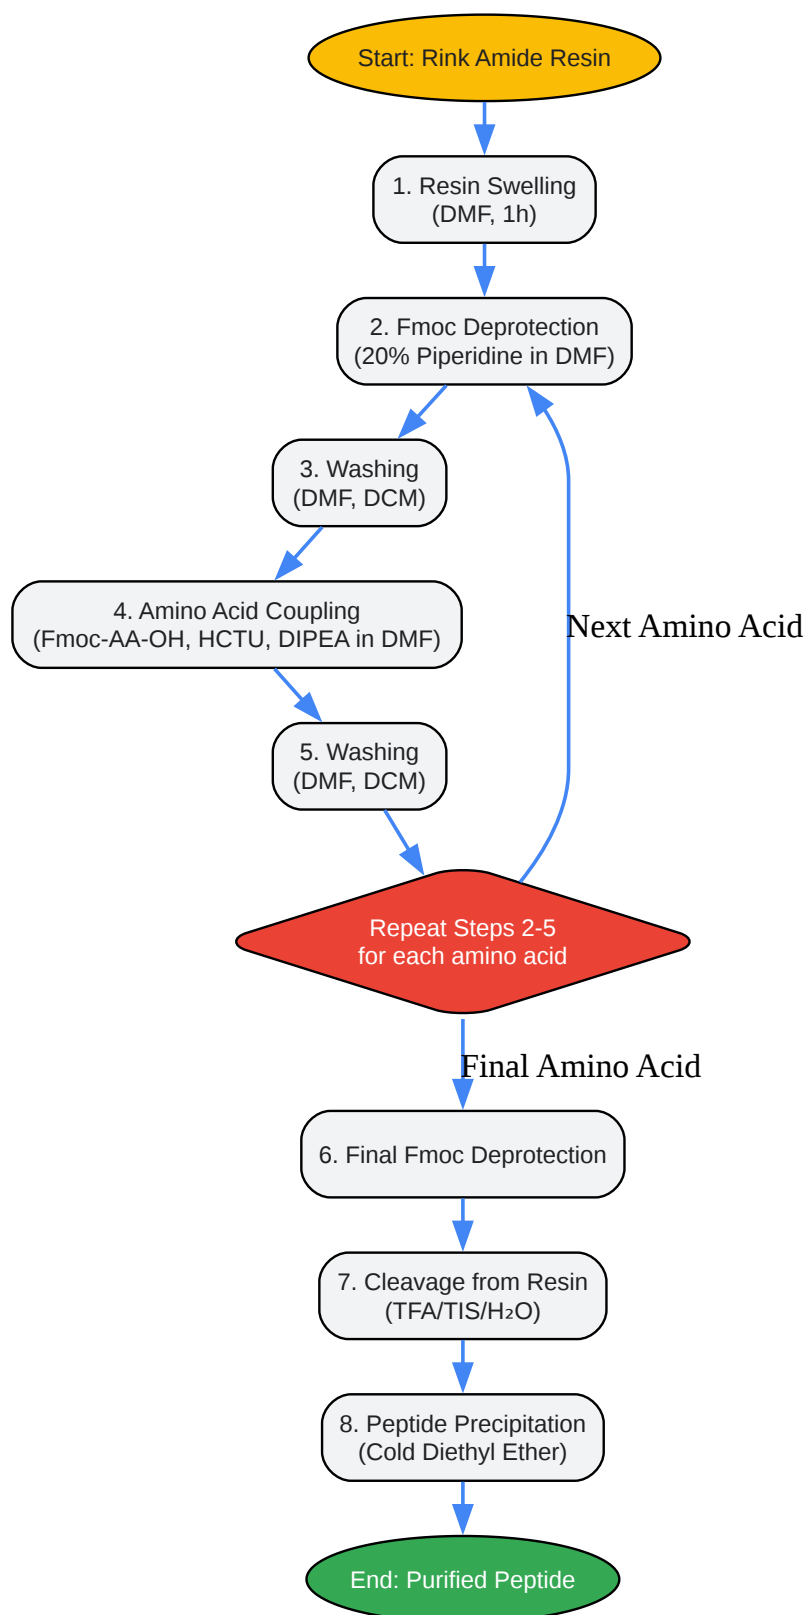 Start: Rink Amide Resin
1. Resin Swelling
(DMF, 1h)
2. Fmoc Deprotection
(20% Piperidine in DMF)
3. Washing
(DMF, DCM)
4. Amino Acid Coupling
(Fmoc-AA-OH, HCTU, DIPEA in DMF)
Next Amino Acid
5. Washing
(DMF, DCM)
Repeat Steps 2-5
for each amino acid
Final Amino Acid
6. Final Fmoc Deprotection
7. Cleavage from Resin
(TFA/TIS/H₂O)
8. Peptide Precipitation
(Cold Diethyl Ether)
End: Purified Peptide